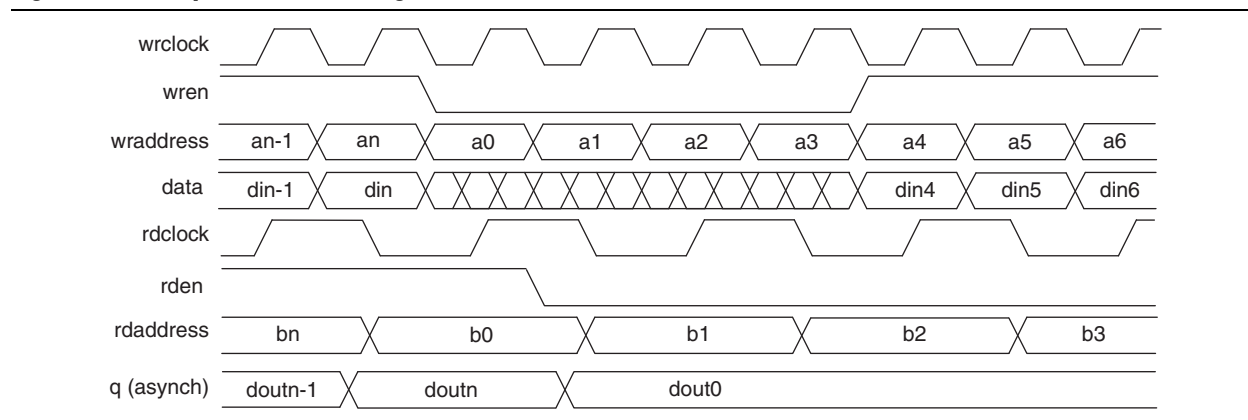 wrclock
wren
wraddress an-1 an a0 a1 a2 a3 a4 a5 a6
data din-1 din din4 din5 din6
rdclock
rden
rdaddress bn b0 b1 b2 b3
q (asynch) doutn-1 doutn dout0